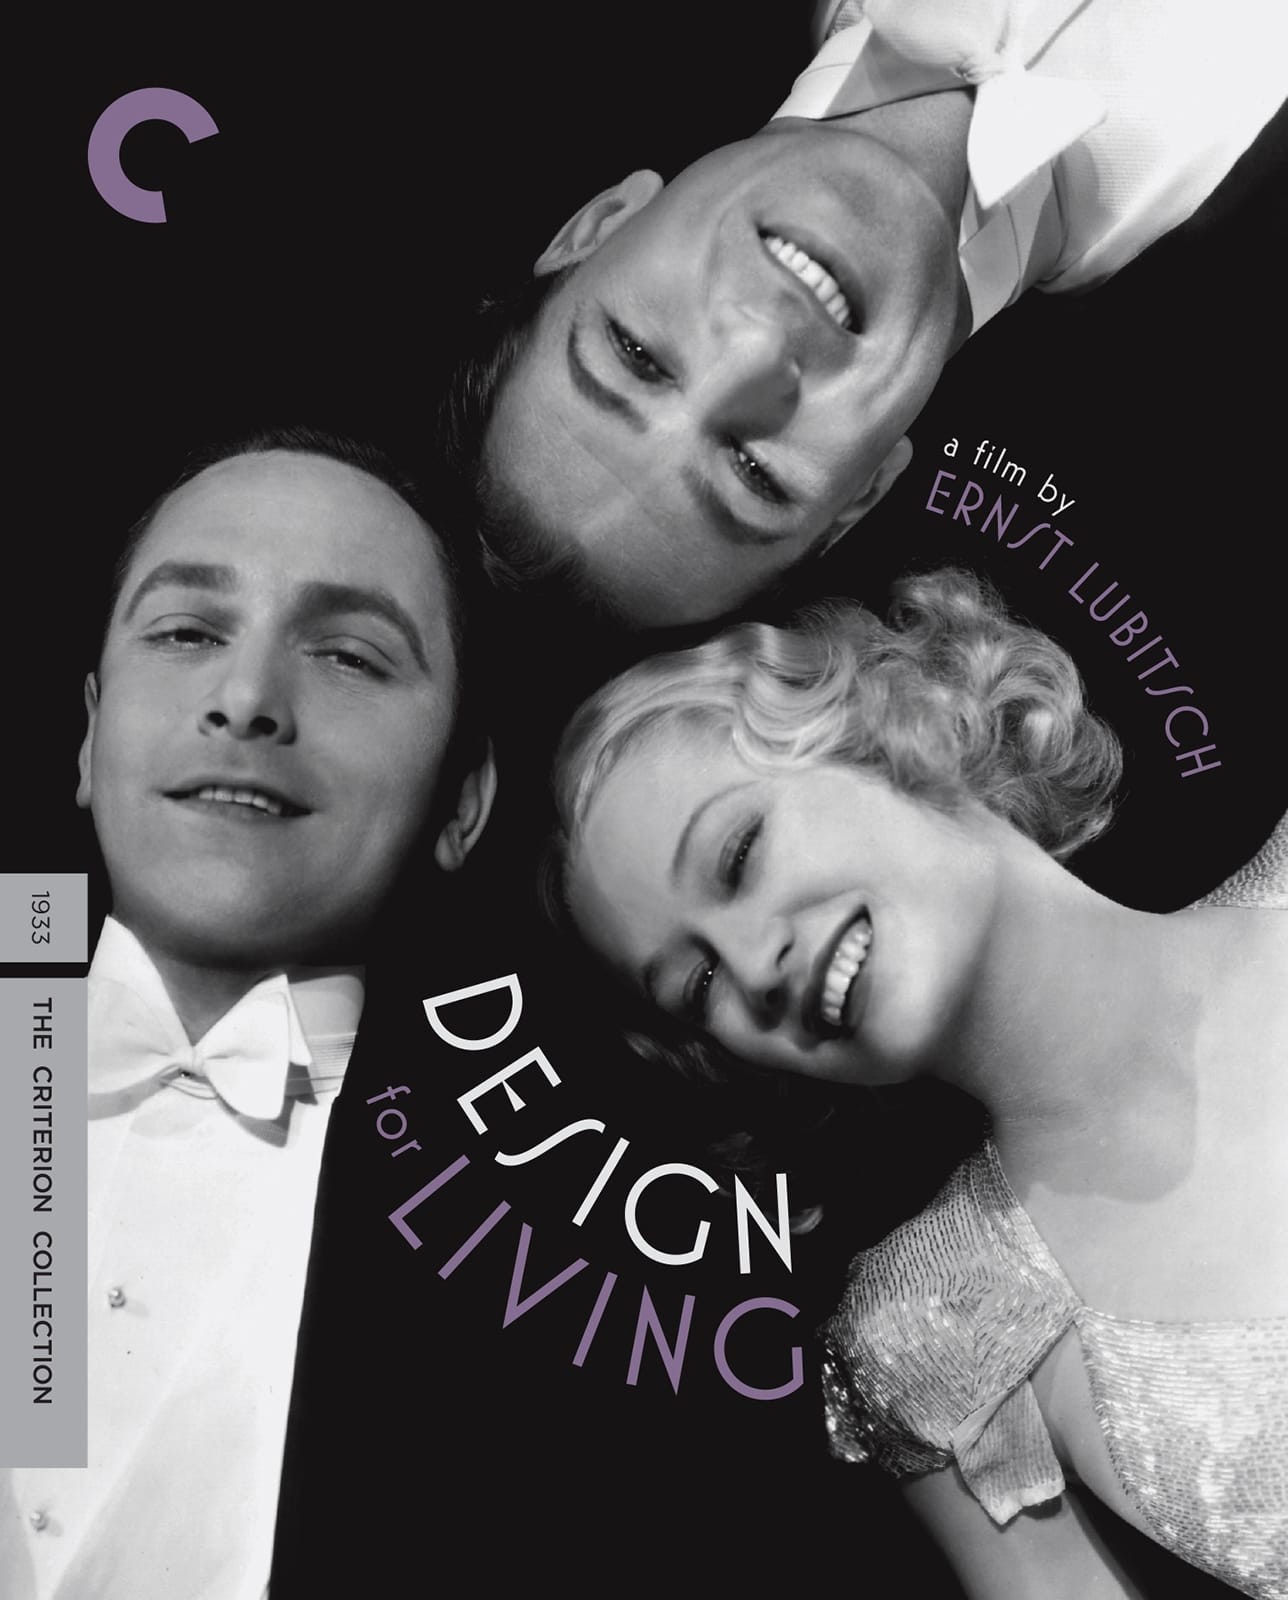 a film by
ERNST LUBITSCH
1933
THE CRITERION COLLECTION
DESIGN
for LIVING